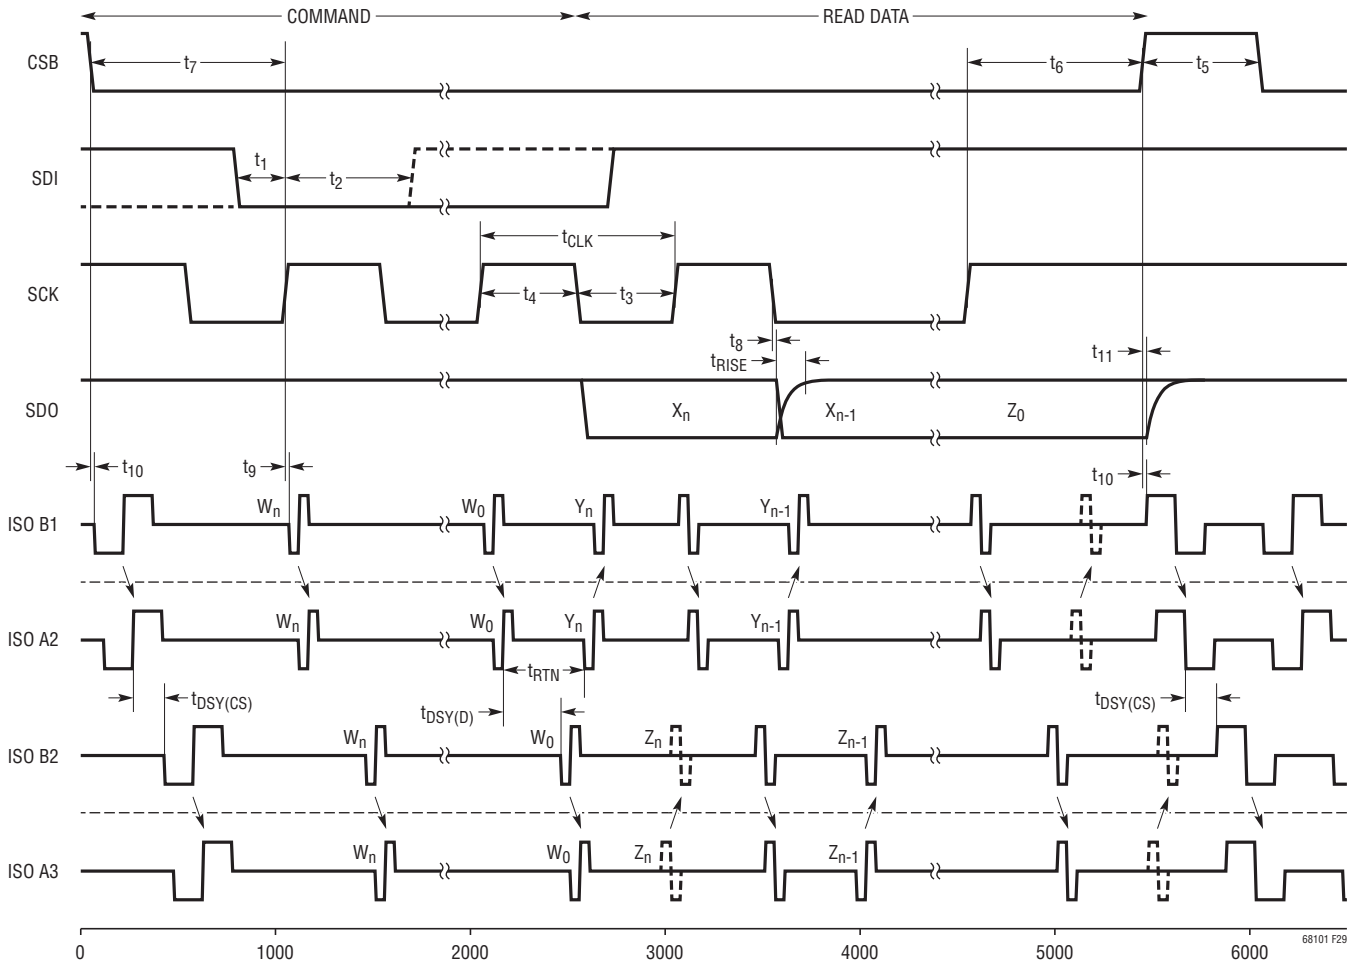 COMMAND READ DATA
CSB t7 t6 t5
SDI t1 t2
tCLK
SCK t4 t3
t8 t11
tRISE
SDO Xn Xn-1 Z0
t10 t9 t10
Wn W0 Yn Yn-1
ISO B1
ISO A2 Wn W0 Yn Yn-1
tRTN
tDSY(CS) tDSY(D) tDSY(CS)
Wn W0 Zn Zn-1
ISO B2
Wn W0 Zn Zn-1
ISO A3
68101 F29
0 1000 2000 3000 4000 5000 6000